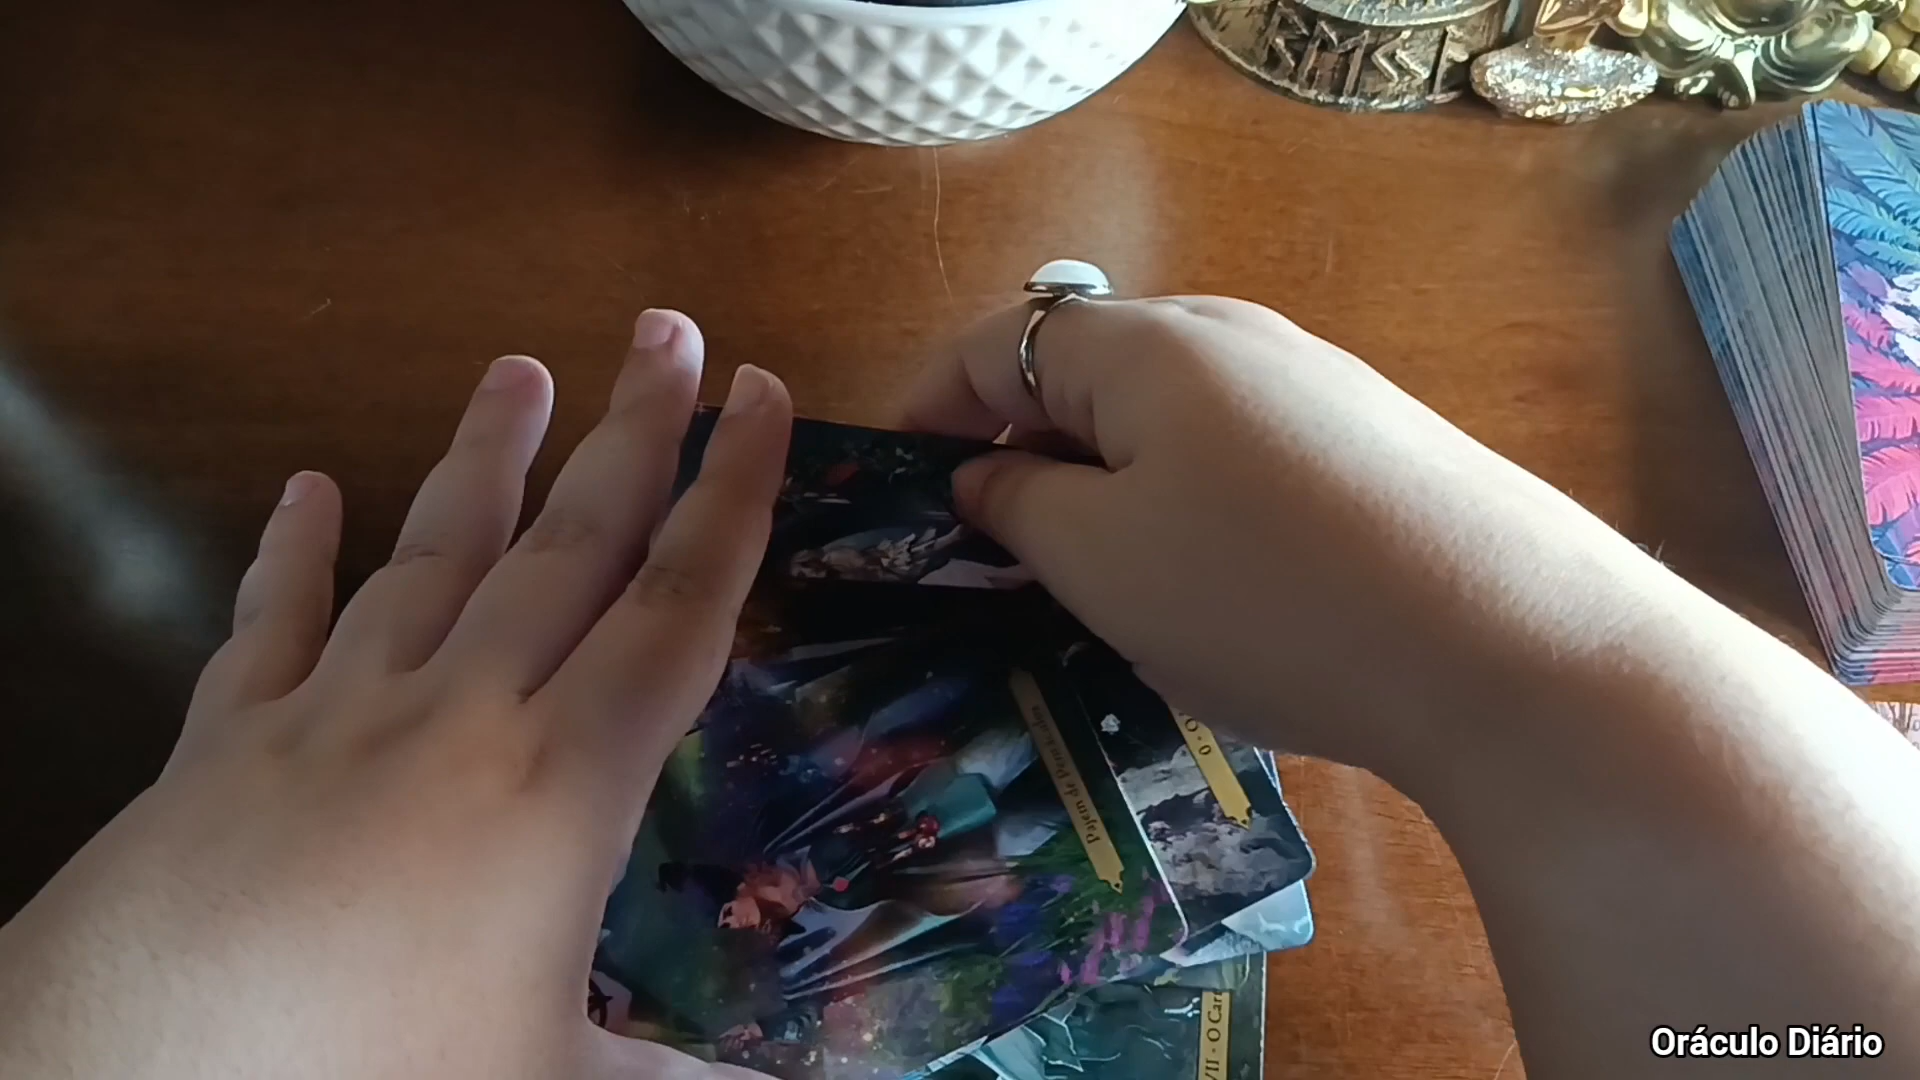 0 - O
Pajem de Pentáculos
VII - O Car
Oráculo Diário